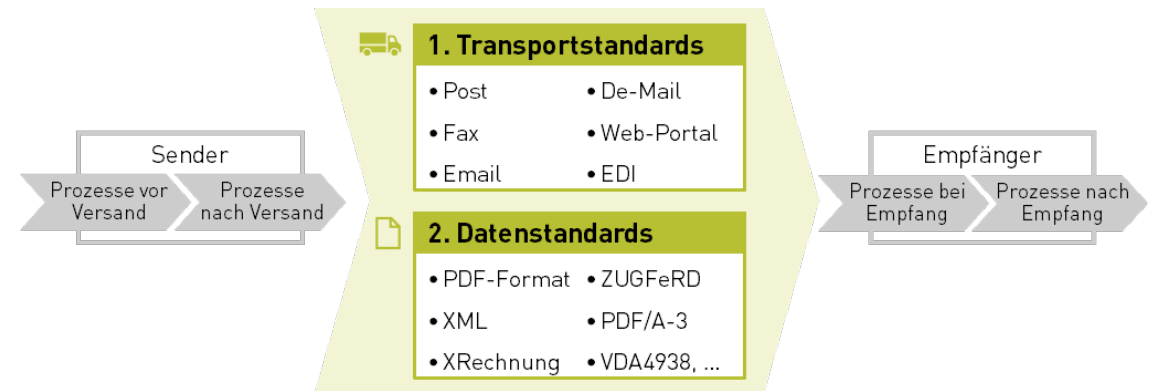 Sender
Prozesse vor
Versand
Prozesse
nach Versand
1. Transportstandards
• Post
• Fax
• Email
• De-Mail
• Web-Portal
• EDI
2. Datenstandards
• PDF-Format
• XML
• XRechnung
• ZUGFeRD
• PDF/A-3
• VDA4938, ...
Empfänger
Prozesse bei
Empfang
Prozesse nach
Empfang